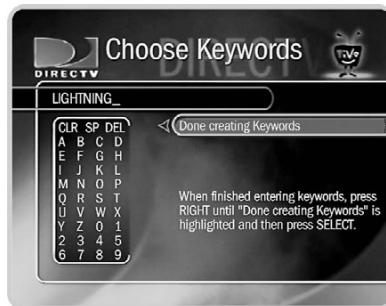 Choose Keywords
DIRECTV
DIRECTV
TiVo
LIGHTNING_
CLR SP DEL
A B C D
E F G H
I J K L
M N O P
Q R S T
U V W X
Y Z 0 1
2 3 4 5
6 7 8 9
Done creating Keywords
When finished entering keywords, press
RIGHT until "Done creating Keywords" is
highlighted and then press SELECT.